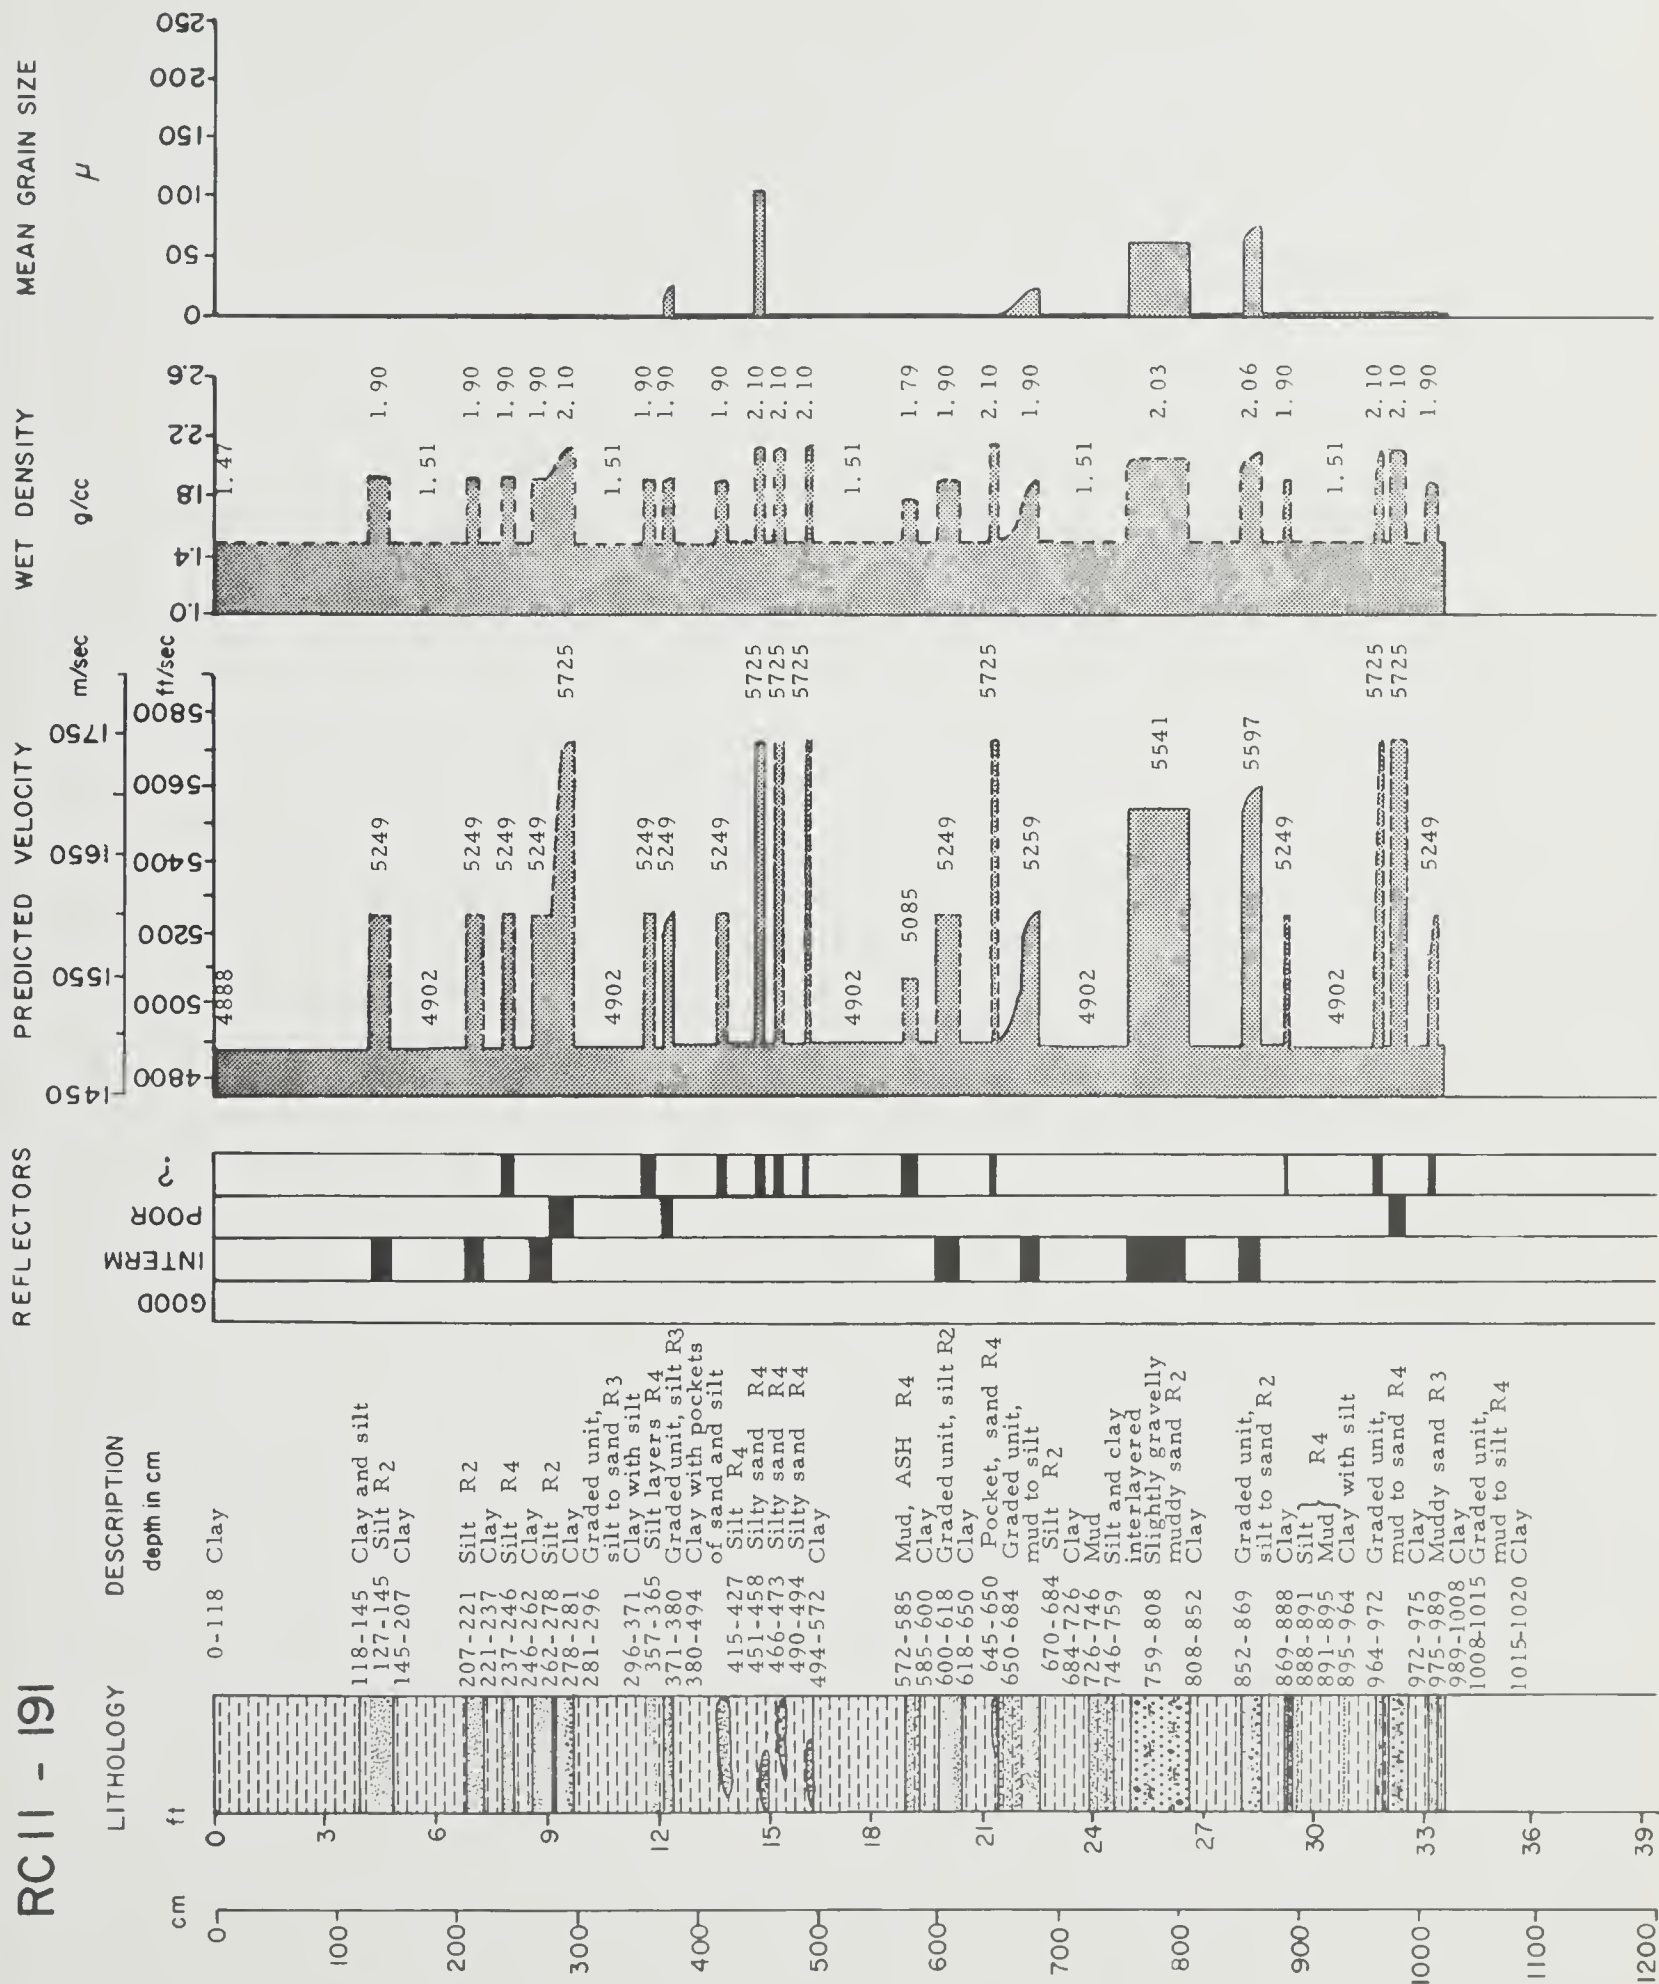 RC11 - 191
LITHOLOGY
DESCRIPTION
depth in cm
REFLECTORS
GOOD
INTERM
POOR
?
PREDICTED VELOCITY
m/sec
1450
1550
1650
1750
ft/sec
4800
5000
5200
5400
5600
5800
WET DENSITY
g/cc
1.0
1.4
1.8
2.2
2.6
MEAN GRAIN SIZE
μ
0
50
100
150
200
250
cm
0
100
200
300
400
500
600
700
800
900
1000
1100
1200
ft
0
3
6
9
12
15
18
21
24
27
30
33
36
39
0-118 Clay
118-145 Clay and silt
127-145 Silt R2
145-207 Clay
207-221 Silt R2
221-237 Clay
237-246 Silt R4
246-262 Clay
262-278 Silt R2
278-281 Clay
281-296 Graded unit,
silt to sand R3
296-371 Clay with silt
357-365 Silt layers R4
371-380 Graded unit, silt R3
380-494 Clay with pockets
of sand and silt
415-427 Silt R4
451-458 Silty sand R4
466-473 Silty sand R4
490-494 Silty sand R4
494-572 Clay
572-585 Mud, ASH R4
585-600 Clay
600-618 Graded unit, silt R2
618-650 Clay
645-650 Pocket, sand R4
650-684 Graded unit,
mud to silt
670-684 Silt R2
684-726 Clay
726-746 Mud
746-759 Silt and clay
interlayered
759-808 Slightly gravelly
muddy sand R2
808-852 Clay
852-869 Graded unit,
silt to sand R2
869-888 Clay
888-891 Silt } R4
891-895 Mud
895-964 Clay with silt
964-972 Graded unit,
mud to sand R4
972-975 Clay
975-989 Muddy sand R3
989-1008 Clay
1008-1015 Graded unit,
mud to silt R4
1015-1020 Clay
4888
5249
4902
5249
5249
5249
5725
4902
5249
5249
5249
5725
5725
5725
4902
5085
5249
5725
5259
4902
5541
5597
5249
4902
5725
5725
5249
1.47
1.90
1.51
1.90
1.90
1.90
2.10
1.51
1.90
1.90
1.90
2.10
2.10
2.10
1.51
1.79
1.90
2.10
1.90
1.51
2.03
2.06
1.90
1.51
2.10
2.10
1.90